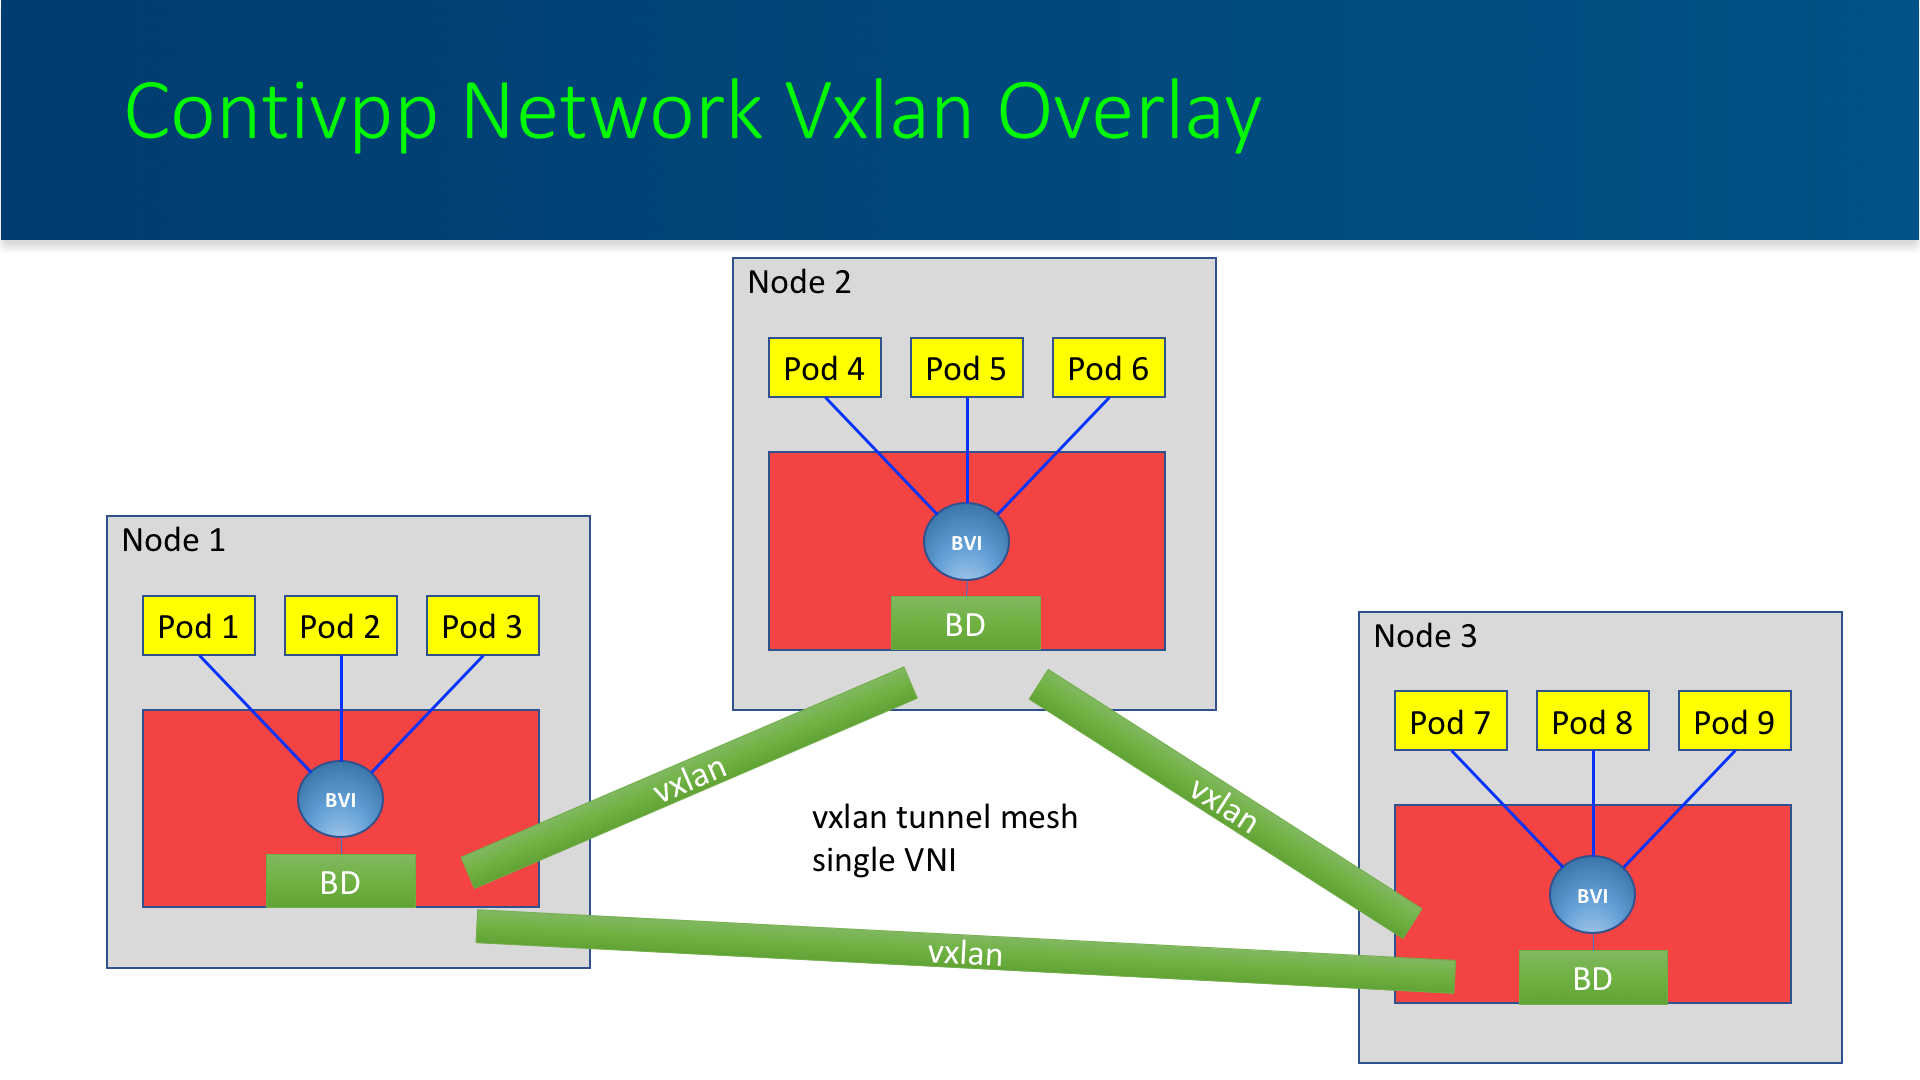 Contivpp Network Vxlan Overlay
Node 2
Pod 4 Pod 5 Pod 6
BVI
BD
Node 1
Pod 1 Pod 2 Pod 3
BVI
BD
Node 3
Pod 7 Pod 8 Pod 9
BVI
BD
vxlan
vxlan
vxlan tunnel mesh
single VNI
vxlan